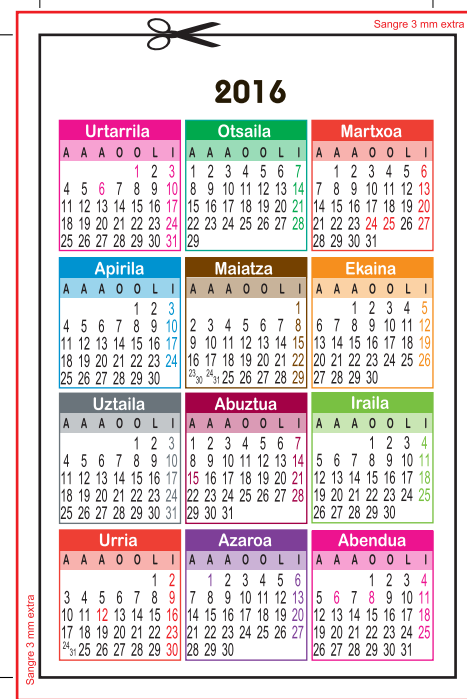 Sangre 3 mm extra
2016
Urtarrila
A A A O O L I
1 2 3
4 5 6 7 8 9 10
11 12 13 14 15 16 17
18 19 20 21 22 23 24
25 26 27 28 29 30 31
Otsaila
A A A O O L I
1 2 3 4 5 6 7
8 9 10 11 12 13 14
15 16 17 18 19 20 21
22 23 24 25 26 27 28
29
Martxoa
A A A O O L I
1 2 3 4 5 6
7 8 9 10 11 12 13
14 15 16 17 18 19 20
21 22 23 24 25 26 27
28 29 30 31
Apirila
A A A O O L I
1 2 3
4 5 6 7 8 9 10
11 12 13 14 15 16 17
18 19 20 21 22 23 24
25 26 27 28 29 30
Maiatza
A A A O O L I
1
2 3 4 5 6 7 8
9 10 11 12 13 14 15
16 17 18 19 20 21 22
23 30 24 31 25 26 27 28 29
Ekaina
A A A O O L I
1 2 3 4 5
6 7 8 9 10 11 12
13 14 15 16 17 18 19
20 21 22 23 24 25 26
27 28 29 30
Uztaila
A A A O O L I
1 2 3
4 5 6 7 8 9 10
11 12 13 14 15 16 17
18 19 20 21 22 23 24
25 26 27 28 29 30 31
Abuztua
A A A O O L I
1 2 3 4 5 6 7
8 9 10 11 12 13 14
15 16 17 18 19 20 21
22 23 24 25 26 27 28
29 30 31
Iraila
A A A O O L I
1 2 3 4
5 6 7 8 9 10 11
12 13 14 15 16 17 18
19 20 21 22 23 24 25
26 27 28 29 30
Urria
A A A O O L I
1 2
3 4 5 6 7 8 9
10 11 12 13 14 15 16
17 18 19 20 21 22 23
24 31 25 26 27 28 29 30
Azaroa
A A A O O L I
1 2 3 4 5 6
7 8 9 10 11 12 13
14 15 16 17 18 19 20
21 22 23 24 25 26 27
28 29 30
Abendua
A A A O O L I
1 2 3 4
5 6 7 8 9 10 11
12 13 14 15 16 17 18
19 20 21 22 23 24 25
26 27 28 29 30 31
Sangre 3 mm extra